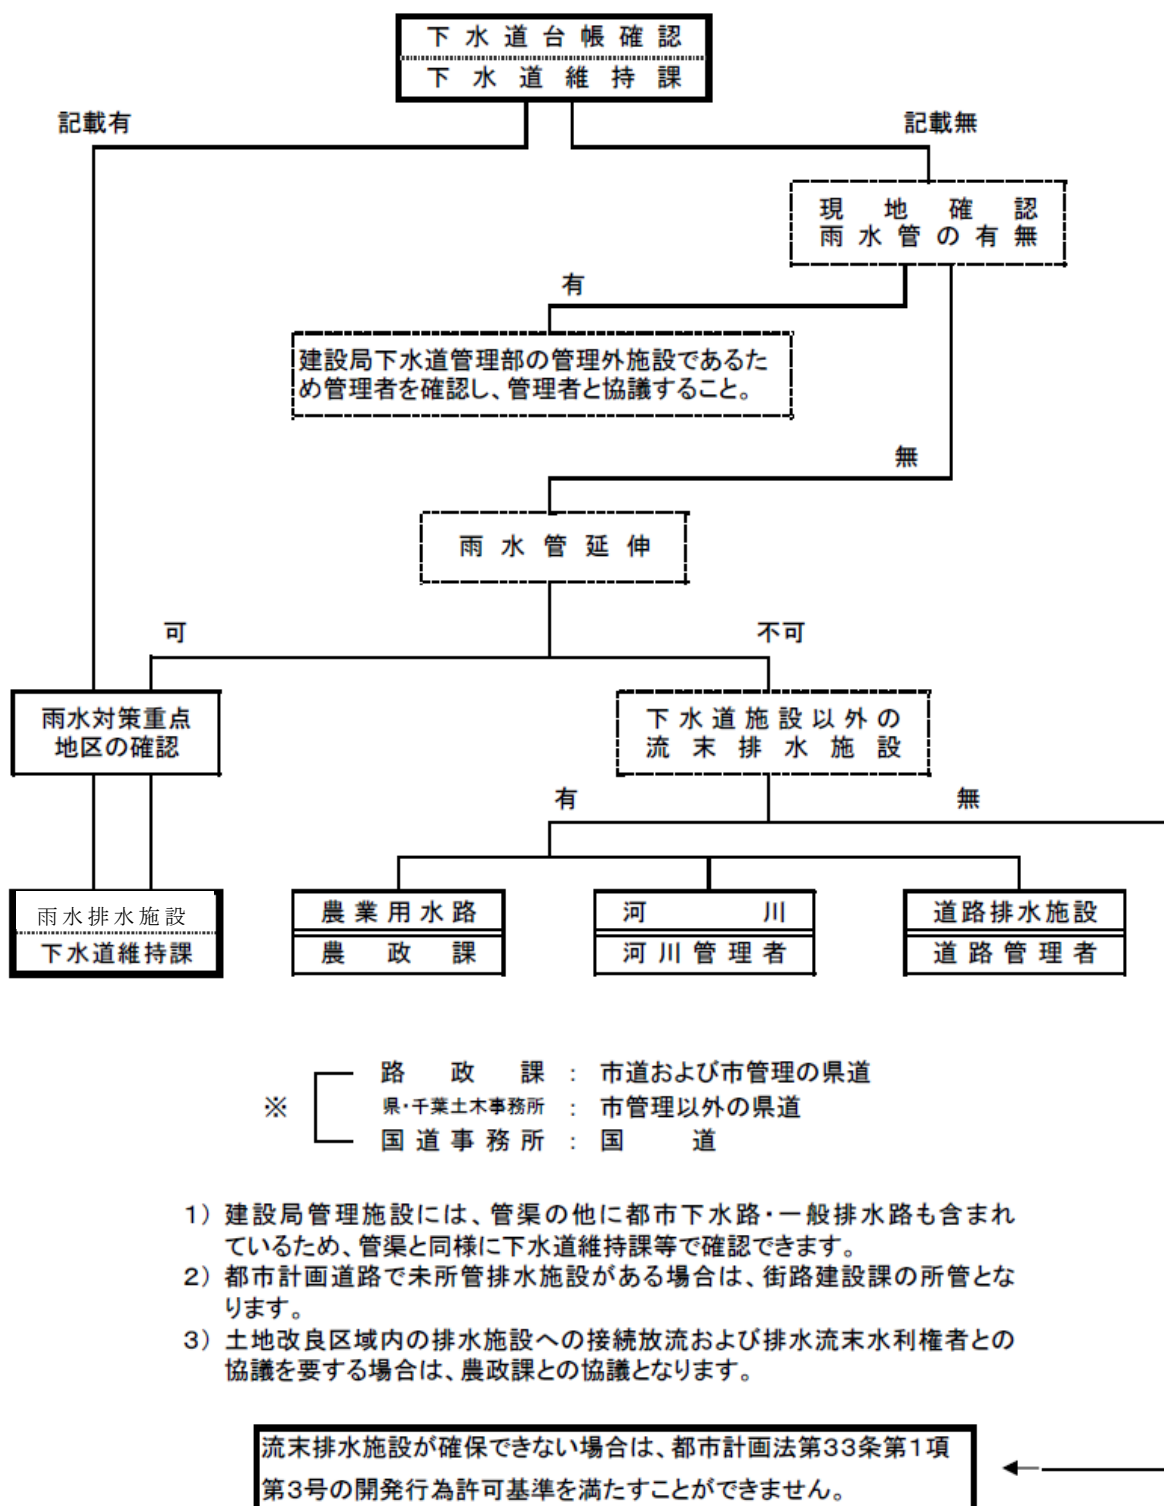 下水道台帳確認
下水道維持課
記載有
記載無
現地確認
雨水管の有無
有
建設局下水道管理部の管理外施設であるた
め管理者を確認し、管理者と協議すること。
無
雨水管延伸
可
不可
雨水対策重点
地区の確認
下水道施設以外の
流末排水施設
有
無
雨水排水施設
下水道維持課
農業用水路
農政課
河川
河川管理者
道路排水施設
道路管理者
※
路政課：市道および市管理の県道
県・千葉土木事務所：市管理以外の県道
国道事務所：国道
1）建設局管理施設には、管渠の他に都市下水路・一般排水路も含まれ
ているため、管渠と同様に下水道維持課等で確認できます。
2）都市計画道路で未所管排水施設がある場合は、街路建設課の所管とな
ります。
3）土地改良区域内の排水施設への接続放流および排水流末水利権者との
協議を要する場合は、農政課との協議となります。
流末排水施設が確保できない場合は、都市計画法第33条第1項
第3号の開発行為許可基準を満たすことができません。